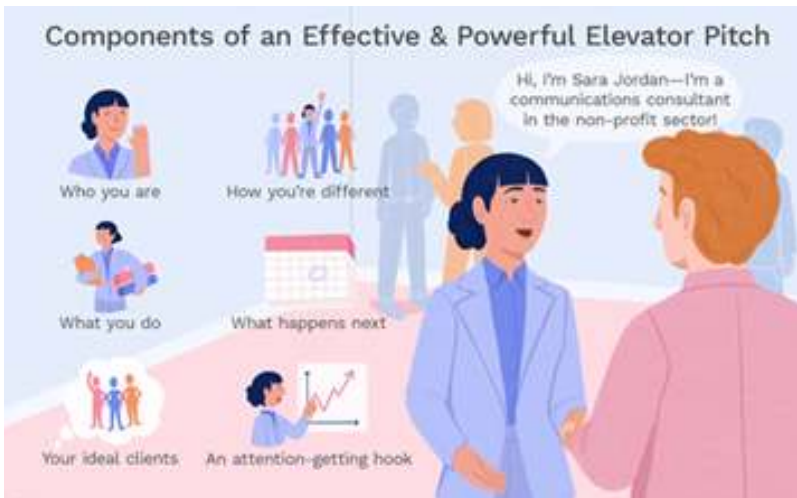 Components of an Effective & Powerful Elevator Pitch
Hi, I'm Sara Jordan—I'm a
communications consultant
in the non-profit sector!
Who you are
How you're different
What you do
What happens next
Your ideal clients
An attention-getting hook